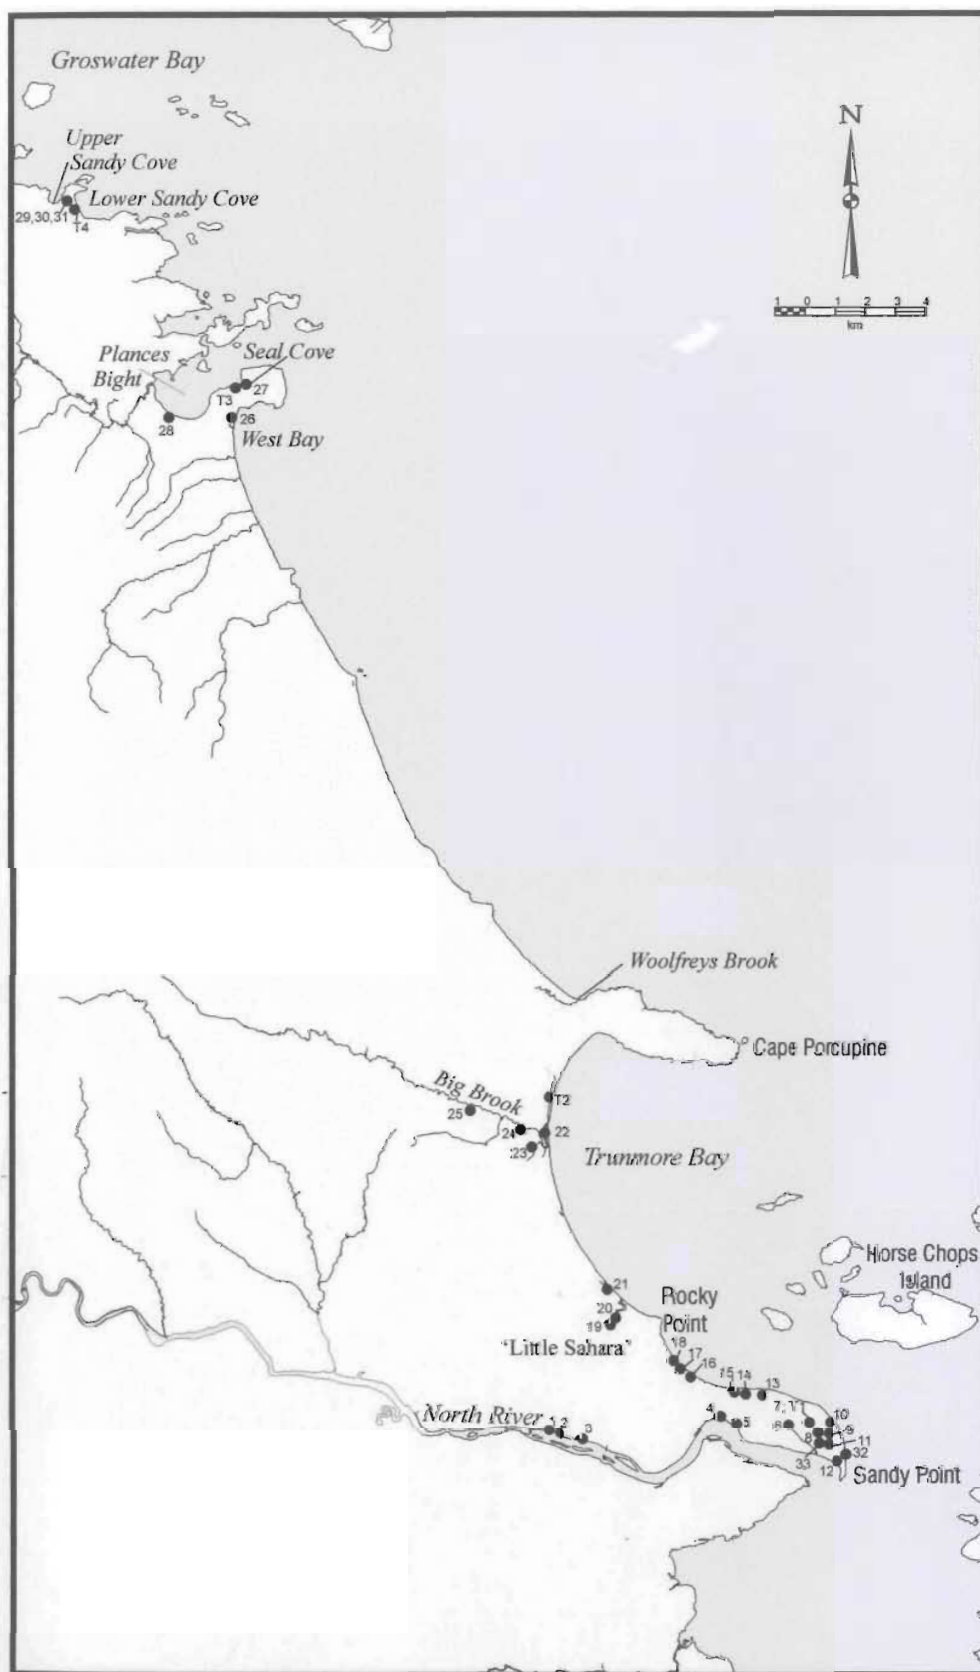 Groswater Bay
Upper
Sandy Cove
Lower Sandy Cove
29,30,31
T4
N
1 0 1 2 3 4
km
Plances
Bight
Seal Cove
T3
27
28
26
West Bay
Woolfreys Brook
Cape Porcupine
Big Brook
25
T2
24
22
23
Trunmore Bay
Horse Chops
Island
21
20
19
Rocky
Point
"Little Sahara"
18
17
16
15
14
13
North River
2
3
4
5
6
7,
10
8
9
11
33
12
32
Sandy Point